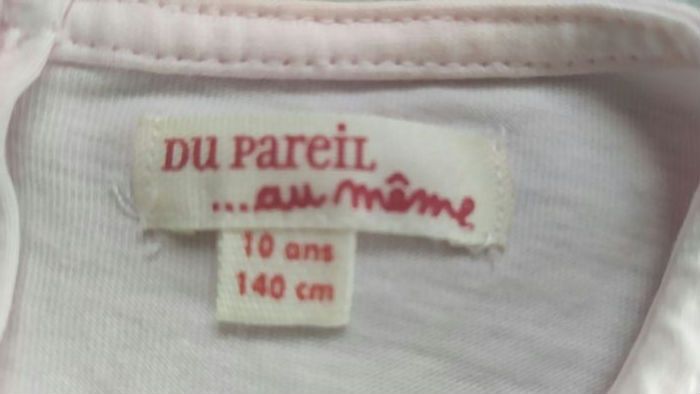 Du Pareil
...au même
10 ans
140 cm